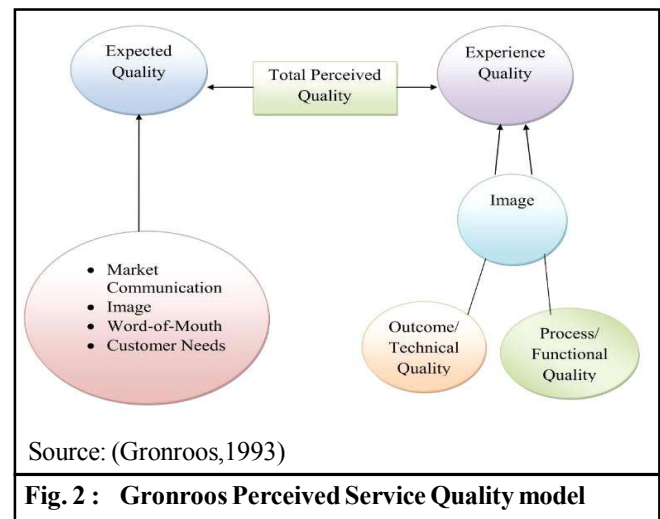 Expected
Quality
Total Perceived
Quality
Experience
Quality
Image
• Market
Communication
• Image
• Word-of-Mouth
• Customer Needs
Outcome/
Technical
Quality
Process/
Functional
Quality
Source: (Gronroos,1993)
Fig. 2 : Gronroos Perceived Service Quality model